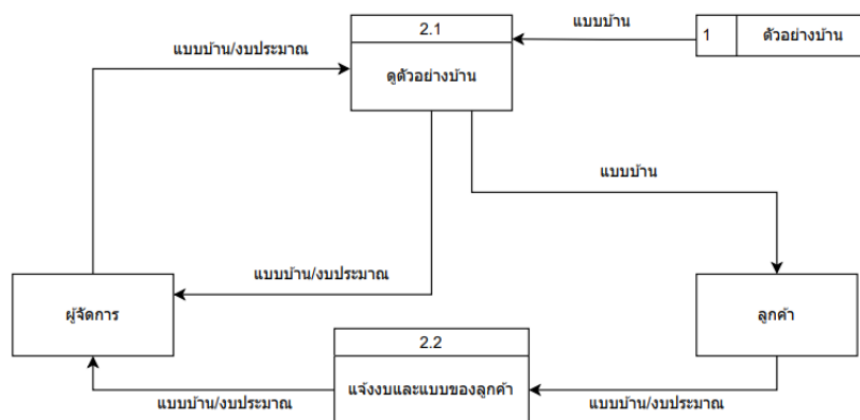 2.1
แบบบ้าน
1
ตัวอย่างบ้าน
แบบบ้าน/งบประมาณ
ดูตัวอย่างบ้าน
แบบบ้าน
แบบบ้าน/งบประมาณ
ผู้จัดการ
ลูกค้า
2.2
แจ้งงบและแบบของลูกค้า
แบบบ้าน/งบประมาณ
แบบบ้าน/งบประมาณ